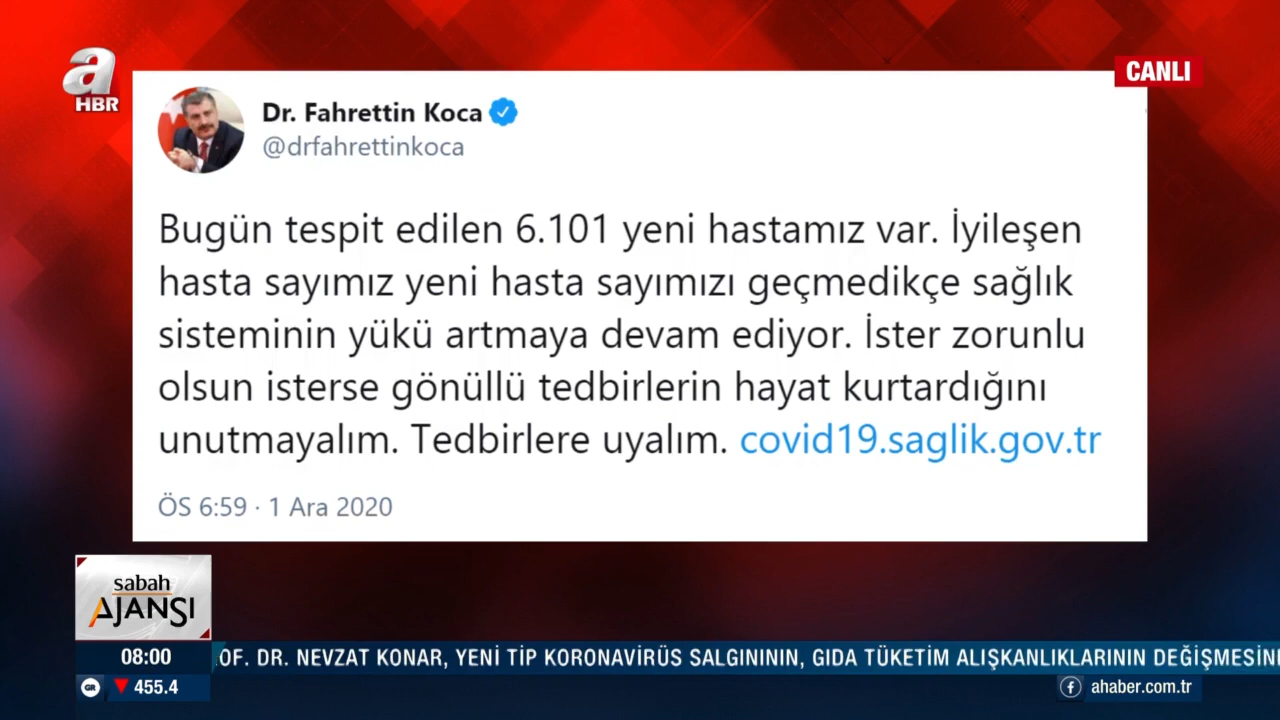 a
HBR
CANLI
Dr. Fahrettin Koca
@drfahrettinkoca
Bugün tespit edilen 6.101 yeni hastamız var. İyileşen
hasta sayımız yeni hasta sayımızı geçmedikçe sağlık
sisteminin yükü artmaya devam ediyor. İster zorunlu
olsun isterse gönüllü tedbirlerin hayat kurtardığını
unutmayalım. Tedbirlere uyalım. covid19.saglik.gov.tr
ÖS 6:59 · 1 Ara 2020
sabah
AJANSI
08:00
OF. DR. NEVZAT KONAR, YENİ TİP KORONAVİRÜS SALGINININ, GIDA TÜKETİM ALIŞKANLIKLARININ DEĞİŞMESİN
GR 455.4
ahaber.com.tr